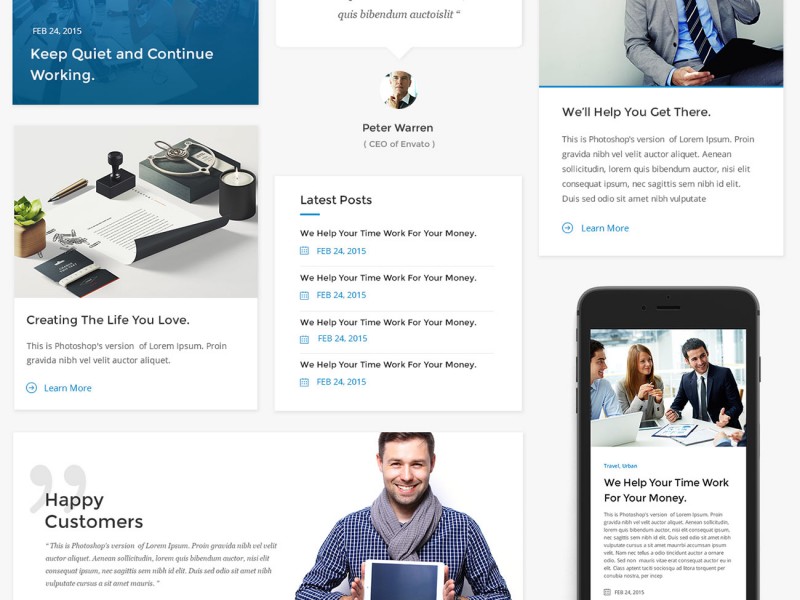 FEB 24, 2015
Keep Quiet and Continue
Working.
Creating The Life You Love.
This is Photoshop's version of Lorem Ipsum. Proin
gravida nibh vel velit auctor aliquet.
Learn More
quis bibendum auctoislit “
Peter Warren
( CEO of Envato )
Latest Posts
We Help Your Time Work For Your Money.
FEB 24, 2015
We Help Your Time Work For Your Money.
FEB 24, 2015
We Help Your Time Work For Your Money.
FEB 24, 2015
We Help Your Time Work For Your Money.
FEB 24, 2015
We'll Help You Get There.
This is Photoshop's version of Lorem Ipsum. Proin
gravida nibh vel velit auctor aliquet. Aenean
sollicitudin, lorem quis bibendum auctor, nisi elit
consequat ipsum, nec sagittis sem nibh id elit.
Duis sed odio sit amet nibh vulputate
Learn More
”
Happy
Customers
“ This is Photoshop's version of Lorem Ipsum. Proin gravida nibh vel velit
auctor aliquet. Aenean sollicitudin, lorem quis bibendum auctor, nisi elit
consequat ipsum, nec sagittis sem nibh id elit. Duis sed odio sit amet nibh
vulputate cursus a sit amet mauris. ”
Travel, Urban
We Help Your Time Work
For Your Money.
This is Photoshop's version of Lorem Ipsum. Proin
gravida nibh vel velit auctor aliquet. Aenean
sollicitudin, lorem quis bibendum auctor, nisi elit
consequat ipsum, nec sagittis sem nibh id elit. Duis
sed odio sit amet nibh vulputate cursus a sit amet
mauris. Morbi accumsan ipsum
velit. Nam nec tellus a odio tincidunt auctor a ornare
odio. Sed non mauris vitae erat consequat auctor eu in
elit. Class aptent taciti sociosqu ad litora torquent per
conubia nostra, per incep
FEB 24, 2015